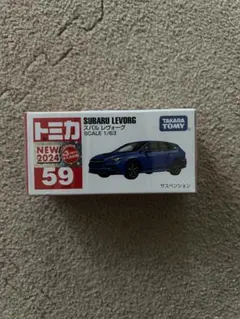 トミカ
NEW
2024
59
SUBARU LEVORG
スバル レヴォーグ
SCALE 1/63
TAKARA
TOMY
サスペンション